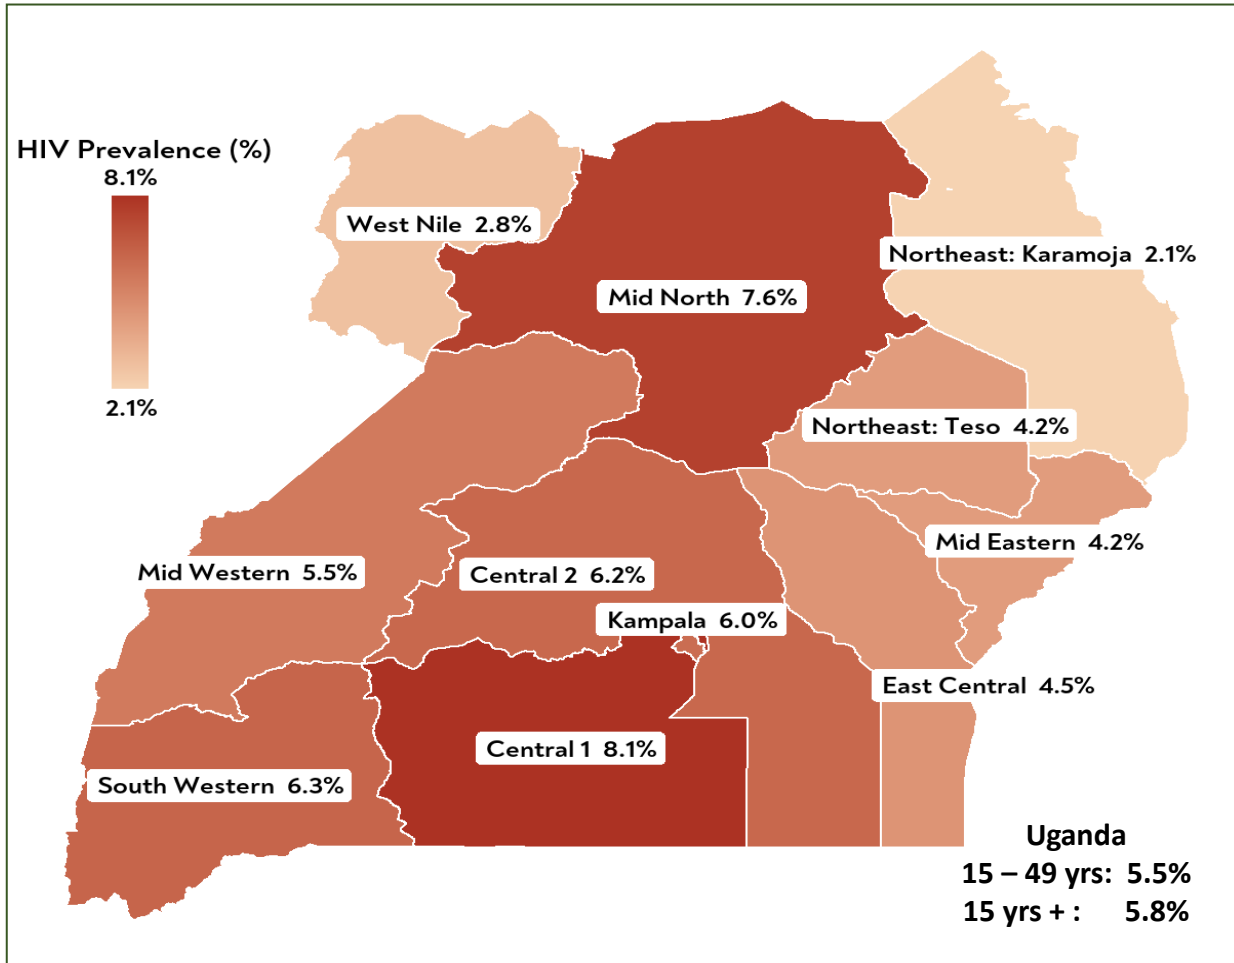 HIV Prevalence (%)
8.1%
2.1%
West Nile 2.8%
Northeast: Karamoja 2.1%
Mid North 7.6%
Northeast: Teso 4.2%
Mid Eastern 4.2%
Mid Western 5.5%
Central 2 6.2%
Kampala 6.0%
East Central 4.5%
Central 1 8.1%
South Western 6.3%
Uganda
15 – 49 yrs: 5.5%
15 yrs + : 5.8%